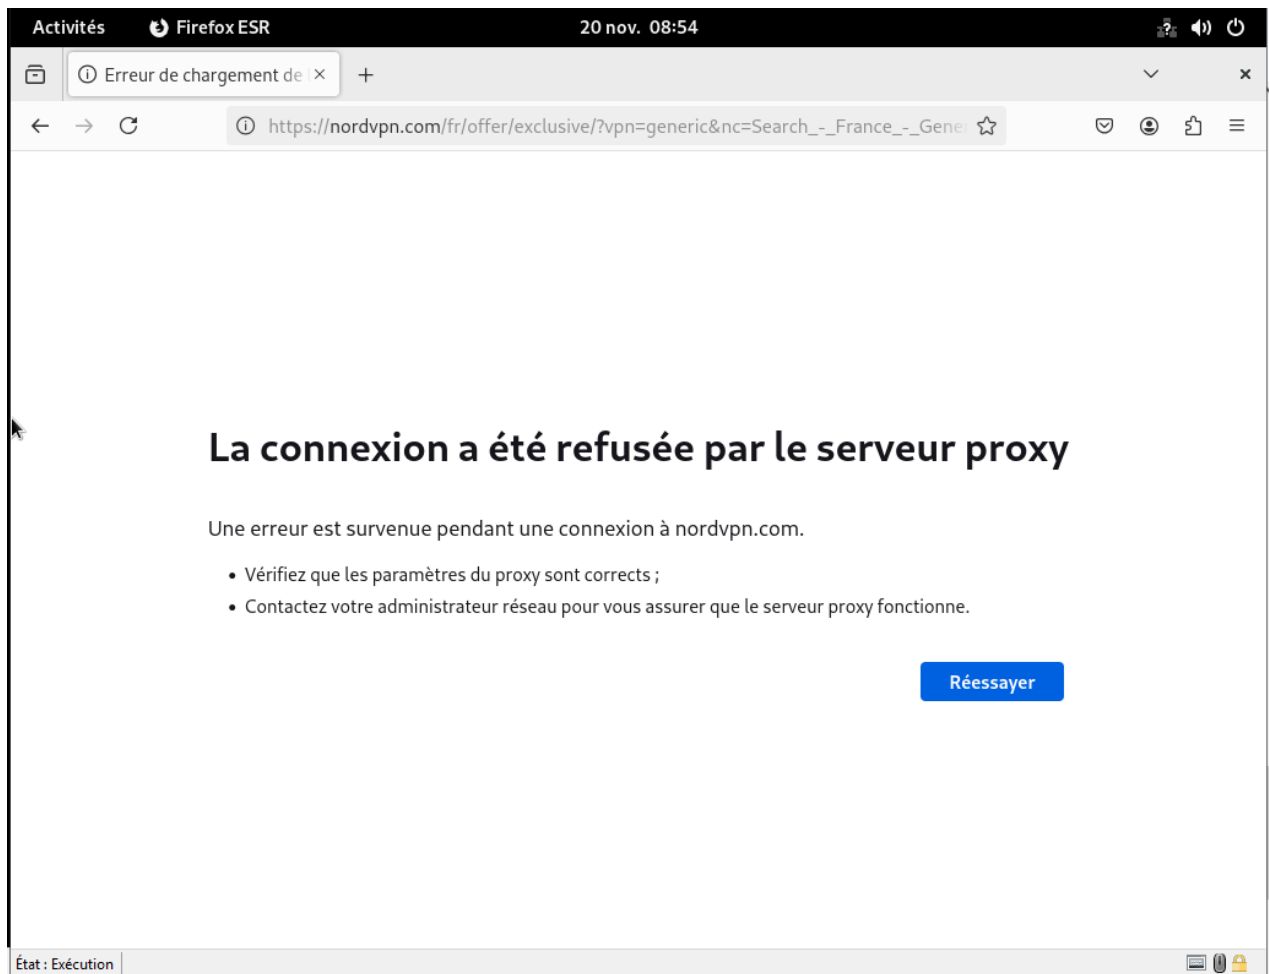 Activités Firefox ESR 20 nov. 08:54
Erreur de chargement de
https://nordvpn.com/fr/offer/exclusive/?vpn=generic&nc=Search_-_France_-_Gene
La connexion a été refusée par le serveur proxy
Une erreur est survenue pendant une connexion à nordvpn.com.
• Vérifiez que les paramètres du proxy sont corrects ;
• Contactez votre administrateur réseau pour vous assurer que le serveur proxy fonctionne.
Réessayer
État : Exécution